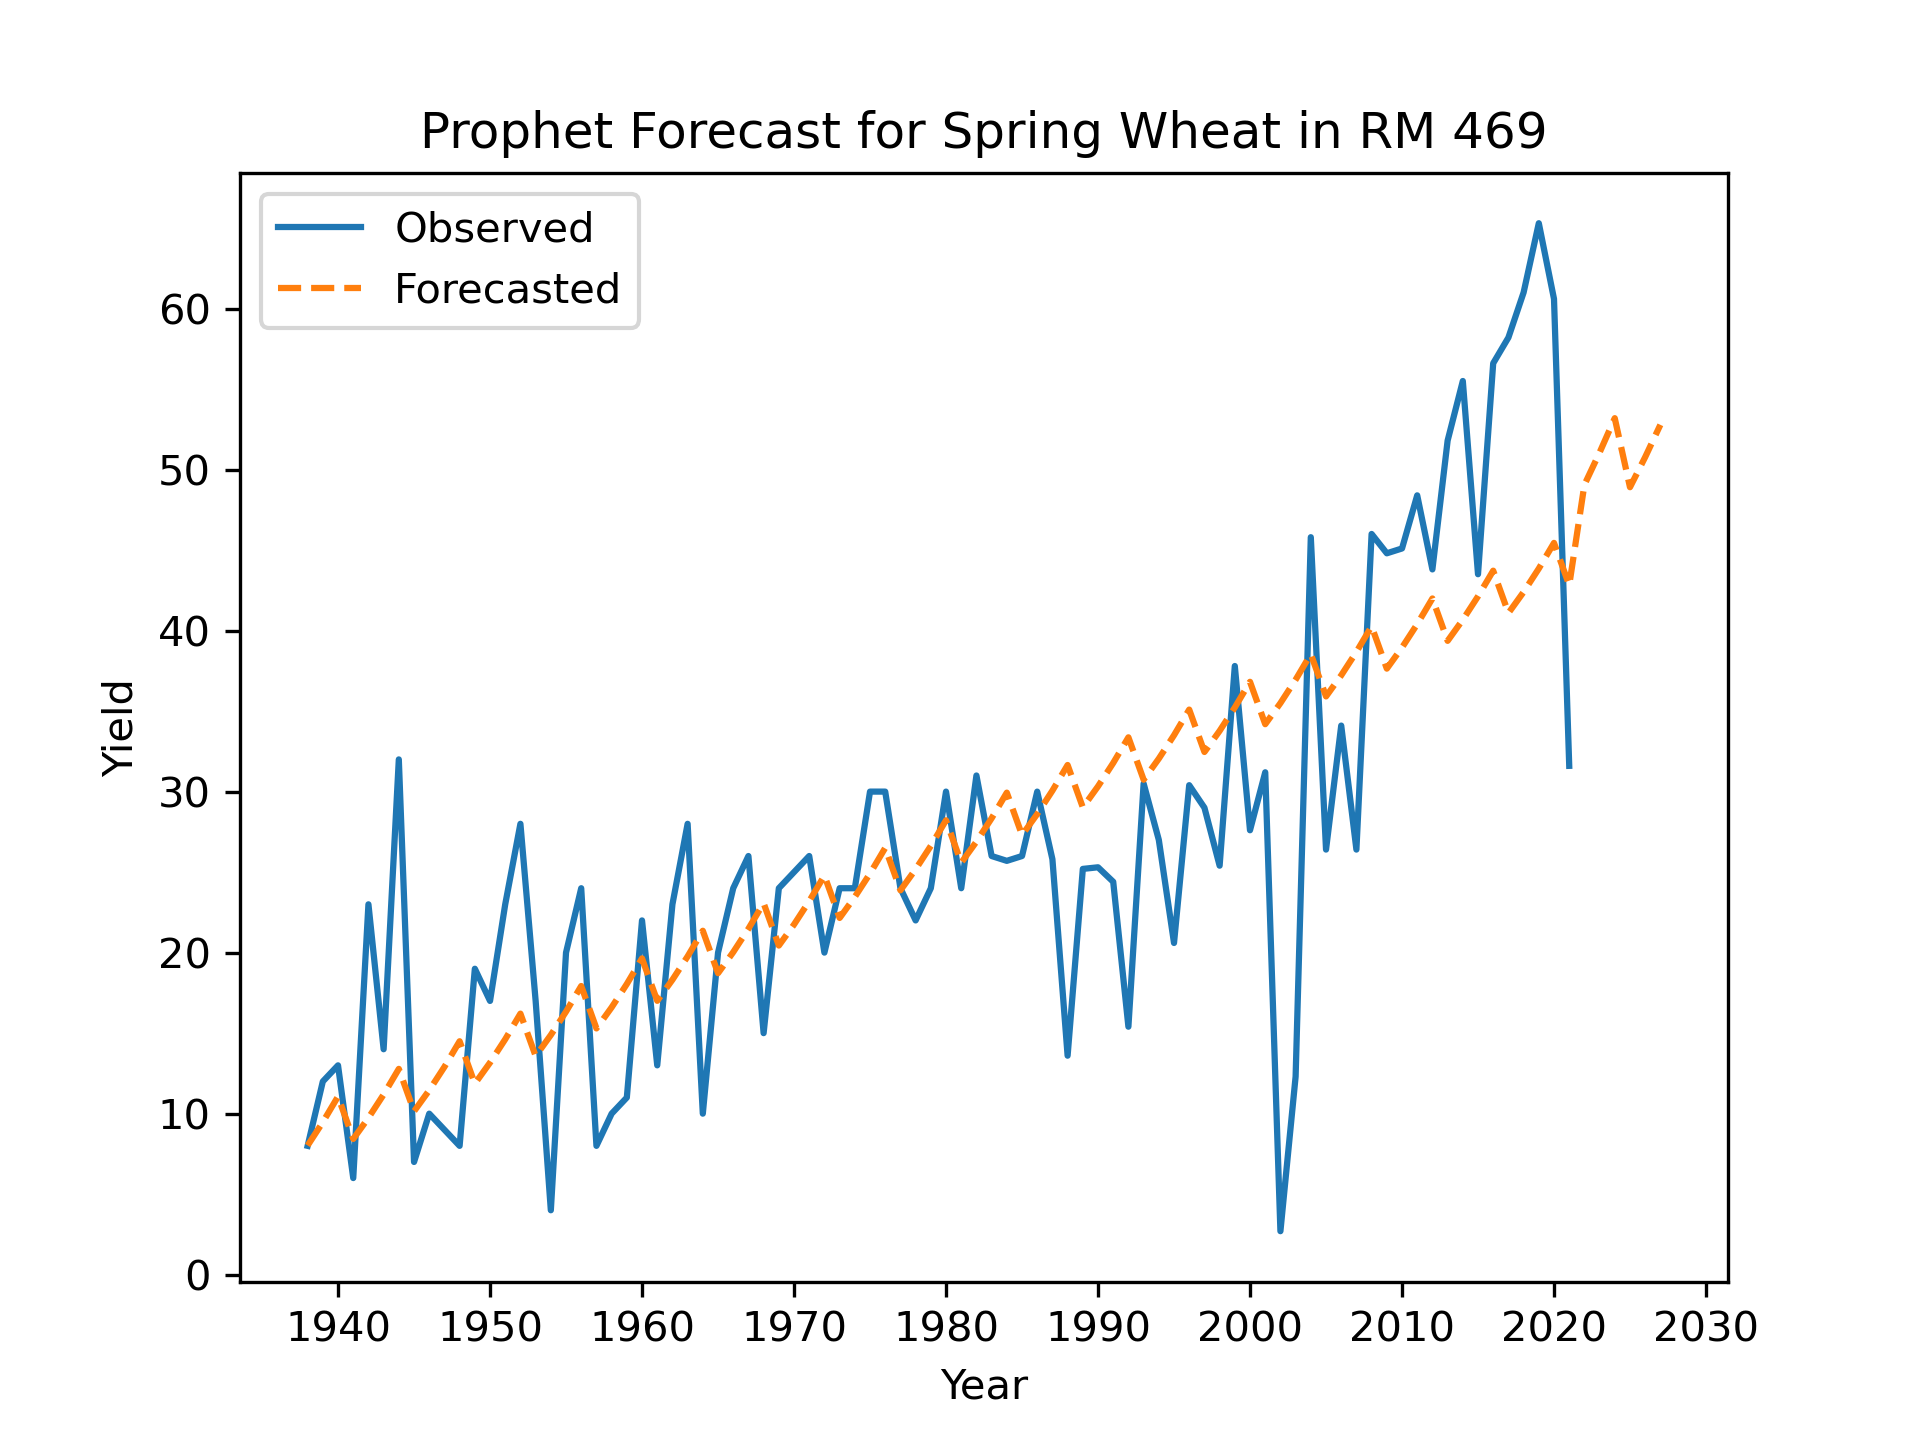 Prophet Forecast for Spring Wheat in RM 469
Observed
Forecasted
60
50
40
30
20
10
0
Yield
1940 1950 1960 1970 1980 1990 2000 2010 2020 2030
Year